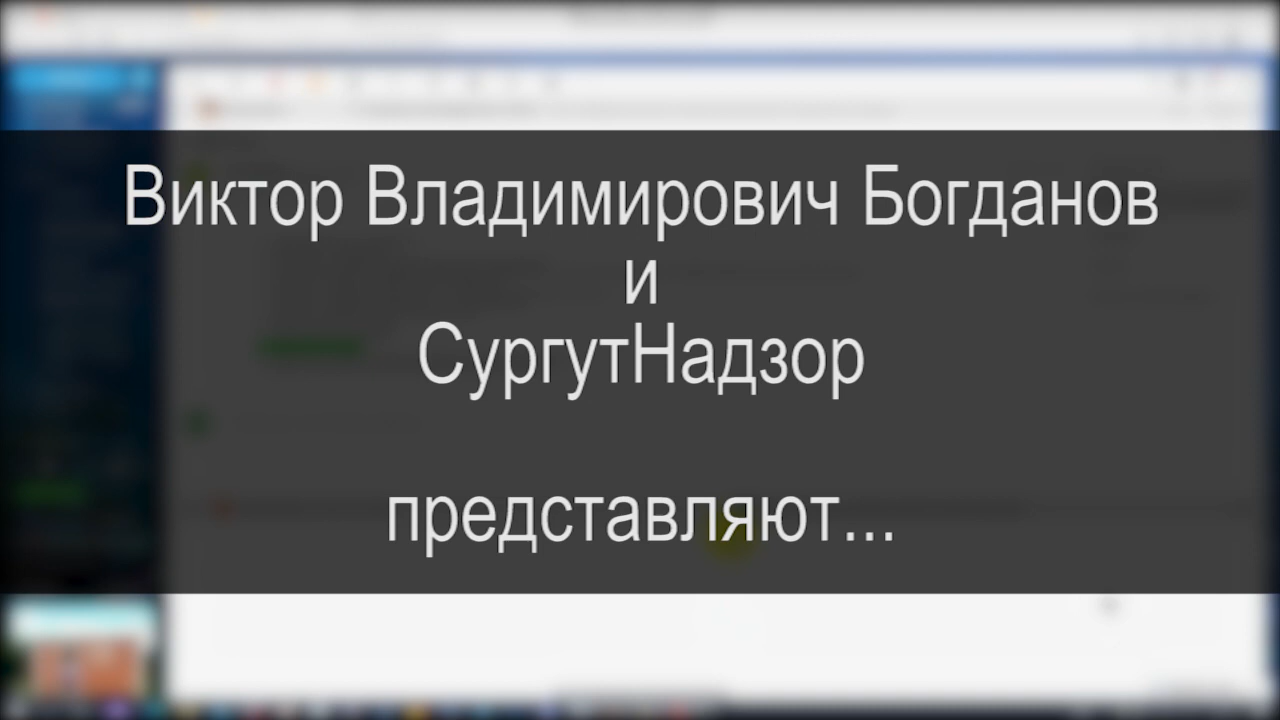 Виктор Владимирович Богданов
и
СургутНадзор
представляют...